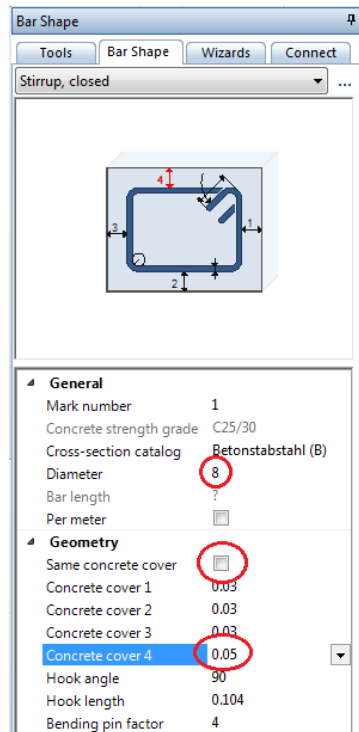 Bar Shape
Tools Bar Shape Wizards Connect
Stirrup, closed ...
4
3 1
2
General
Mark number 1
Concrete strength grade C25/30
Cross-section catalog Betonstabstahl (B)
Diameter 8
Bar length ?
Per meter
Geometry
Same concrete cover
Concrete cover 1 0.03
Concrete cover 2 0.03
Concrete cover 3 0.03
Concrete cover 4 0.05
Hook angle 90
Hook length 0.104
Bending pin factor 4